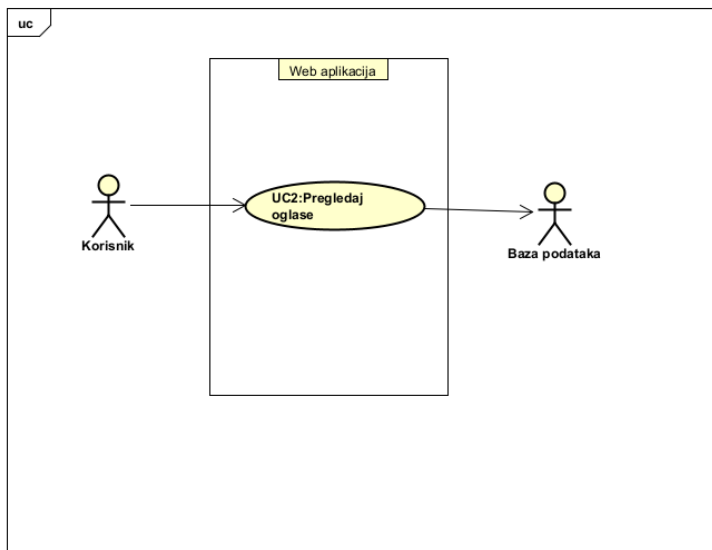 uc
Web aplikacija
UC2:Pregledaj
oglase
Korisnik
Baza podataka